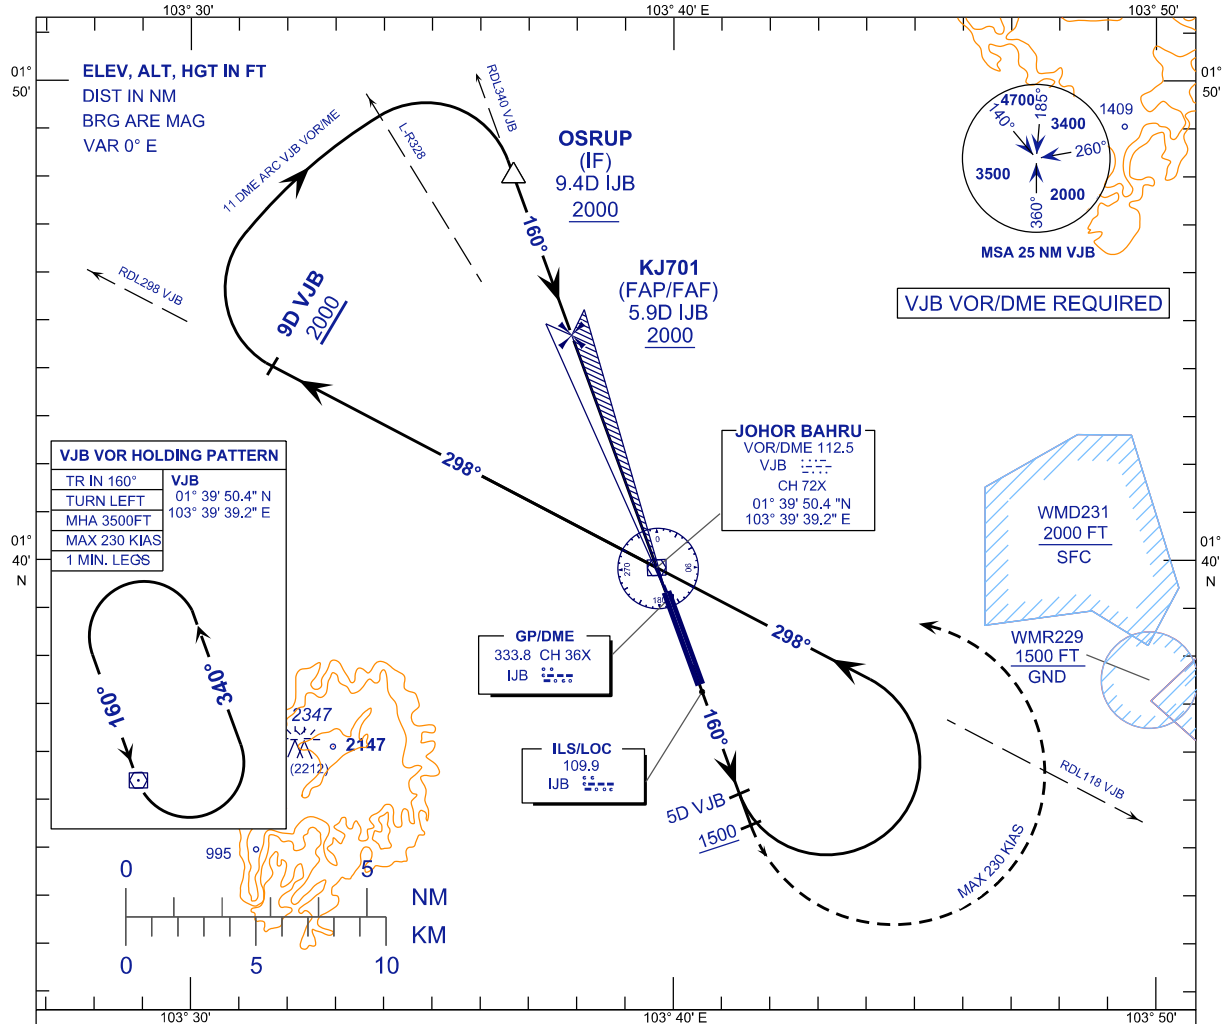 103° 30'
103° 40' E
103° 50'
01°
50'
01°
50'
ELEV, ALT, HGT IN FT
DIST IN NM
BRG ARE MAG
VAR 0° E
11 DME ARC VJB VOR/ME
L-R328
RDL340 VJB
OSRUP
(IF)
9.4D IJB
2000
160°
4700
185°
140°
3400
260°
3500
2000
360°
1409
MSA 25 NM VJB
VJB VOR/DME REQUIRED
RDL298 VJB
9D VJB
2000
KJ701
(FAP/FAF)
5.9D IJB
2000
298°
JOHOR BAHRU
VOR/DME 112.5
VJB
CH 72X
01° 39' 50.4 "N
103° 39' 39.2" E
VJB VOR HOLDING PATTERN
TR IN 160°
TURN LEFT
MHA 3500FT
MAX 230 KIAS
1 MIN. LEGS
VJB
01° 39' 50.4" N
103° 39' 39.2" E
160°
340°
WMD231
2000 FT
SFC
01°
40'
N
01°
40'
N
0
90
180
270
WMR229
1500 FT
GND
GP/DME
333.8 CH 36X
IJB
298°
ILS/LOC
109.9
IJB
160°
5D VJB
1500
RDL118 VJB
MAX 230 KIAS
2347
2147
(2212)
995
0
5
NM
KM
0
5
10
103° 30'
103° 40' E
103° 50'